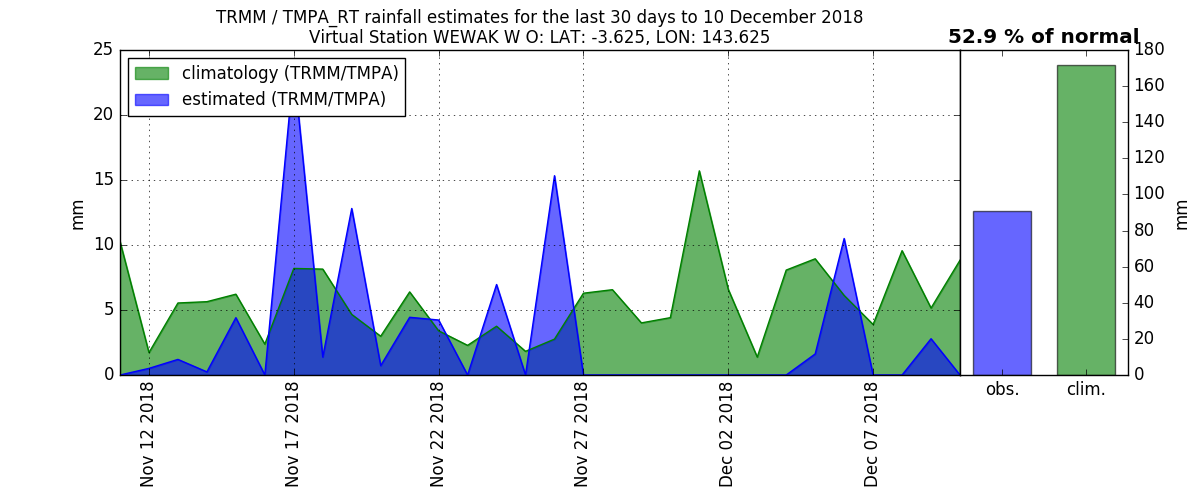 TRMM / TMPA_RT rainfall estimates for the last 30 days to 10 December 2018
Virtual Station WEWAK W O: LAT: -3.625, LON: 143.625
52.9 % of normal
climatology (TRMM/TMPA)
estimated (TRMM/TMPA)
25
20
15
10
5
0
mm
Nov 12 2018
Nov 17 2018
Nov 22 2018
Nov 27 2018
Dec 02 2018
Dec 07 2018
180
160
140
120
100
80
60
40
20
0
mm
obs.
clim.